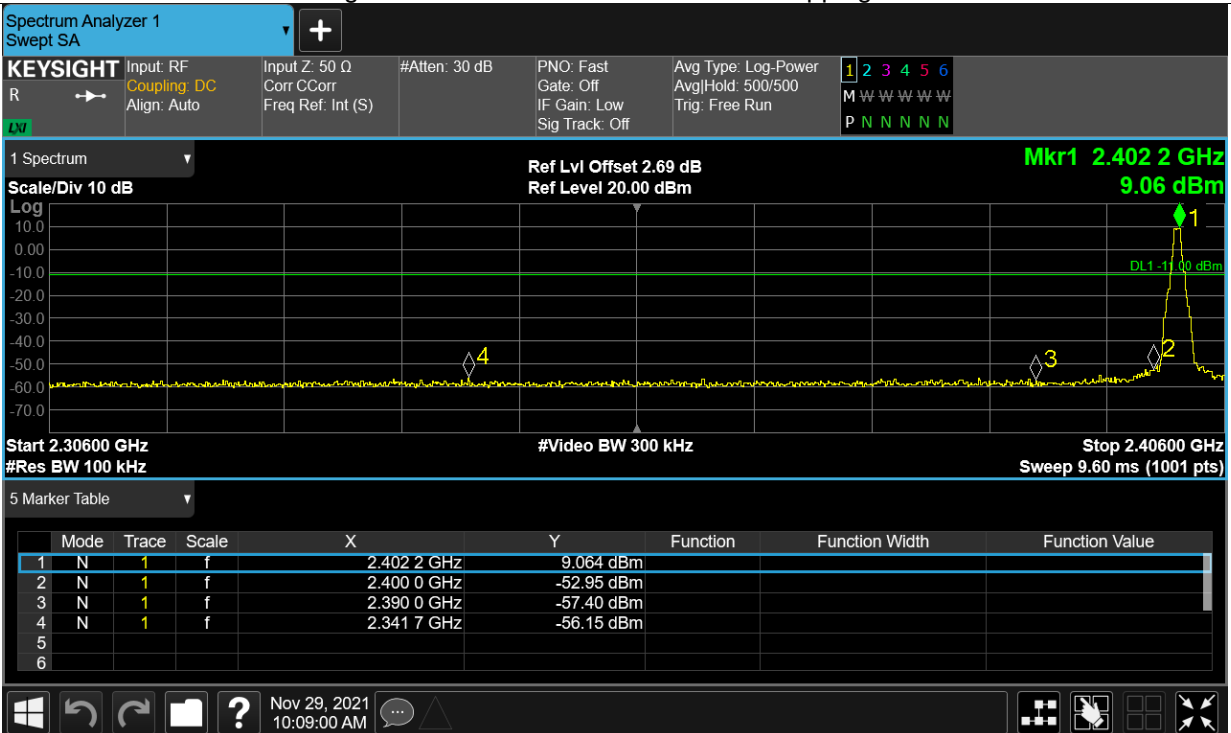 Spectrum Analyzer 1
Swept SA
+
KEYSIGHT Input: RF Input Z: 50 Ω #Atten: 30 dB PNO: Fast Avg Type: Log-Power 1 2 3 4 5 6
R Coupling: DC Corr CCorr Gate: Off Avg|Hold: 500/500 M W W W W W
Align: Auto Freq Ref: Int (S) IF Gain: Low Trig: Free Run
LXI Sig Track: Off P N N N N N
1 Spectrum Ref Lvl Offset 2.69 dB Mkr1 2.402 2 GHz
Scale/Div 10 dB Ref Level 20.00 dBm 9.06 dBm
Log
1
10.0
0.00
DL1 -11.00 dBm
-10.0
-20.0
-30.0
-40.0
4 3 2
-50.0
-60.0
-70.0
Start 2.30600 GHz #Video BW 300 kHz Stop 2.40600 GHz
#Res BW 100 kHz Sweep 9.60 ms (1001 pts)
5 Marker Table
Mode Trace Scale X Y Function Function Width Function Value
1 N 1 f 2.402 2 GHz 9.064 dBm
2 N 1 f 2.400 0 GHz -52.95 dBm
3 N 1 f 2.390 0 GHz -57.40 dBm
4 N 1 f 2.341 7 GHz -56.15 dBm
5
6
? Nov 29, 2021
10:09:00 AM